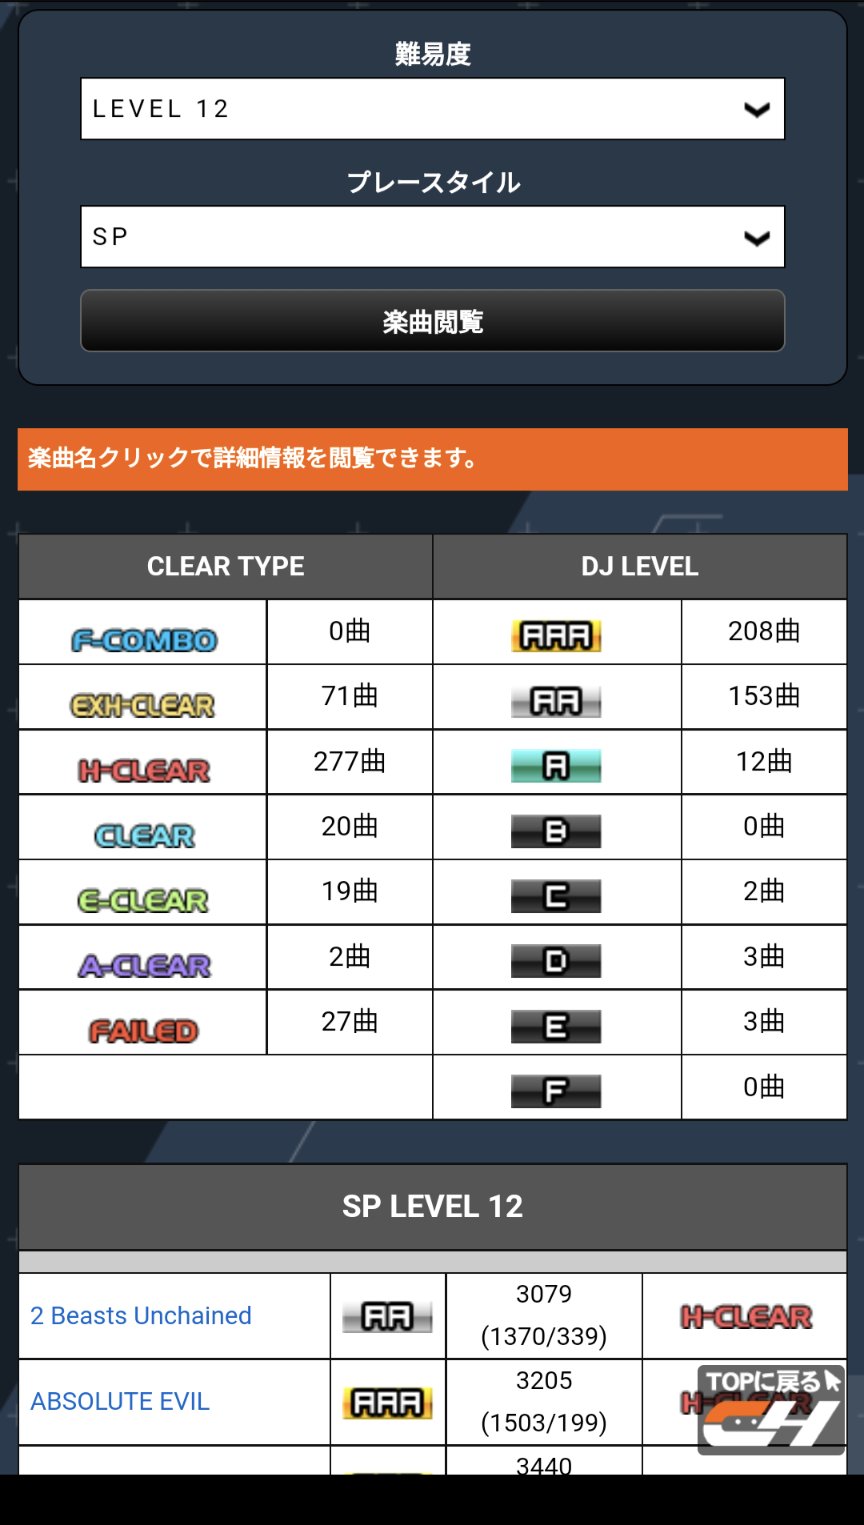 難易度
LEVEL 12
プレースタイル
SP
楽曲閲覧
楽曲名クリックで詳細情報を閲覧できます。
CLEAR TYPE DJ LEVEL
F-COMBO 0曲 AAA 208曲
EXH-CLEAR 71曲 AA 153曲
H-CLEAR 277曲 A 12曲
CLEAR 20曲 B 0曲
E-CLEAR 19曲 C 2曲
A-CLEAR 2曲 D 3曲
FAILED 27曲 E 3曲
F 0曲
SP LEVEL 12
2 Beasts Unchained AA 3079 H-CLEAR
(1370/339)
ABSOLUTE EVIL AAA 3205
(1503/199)
TOPに戻る
CH
3440